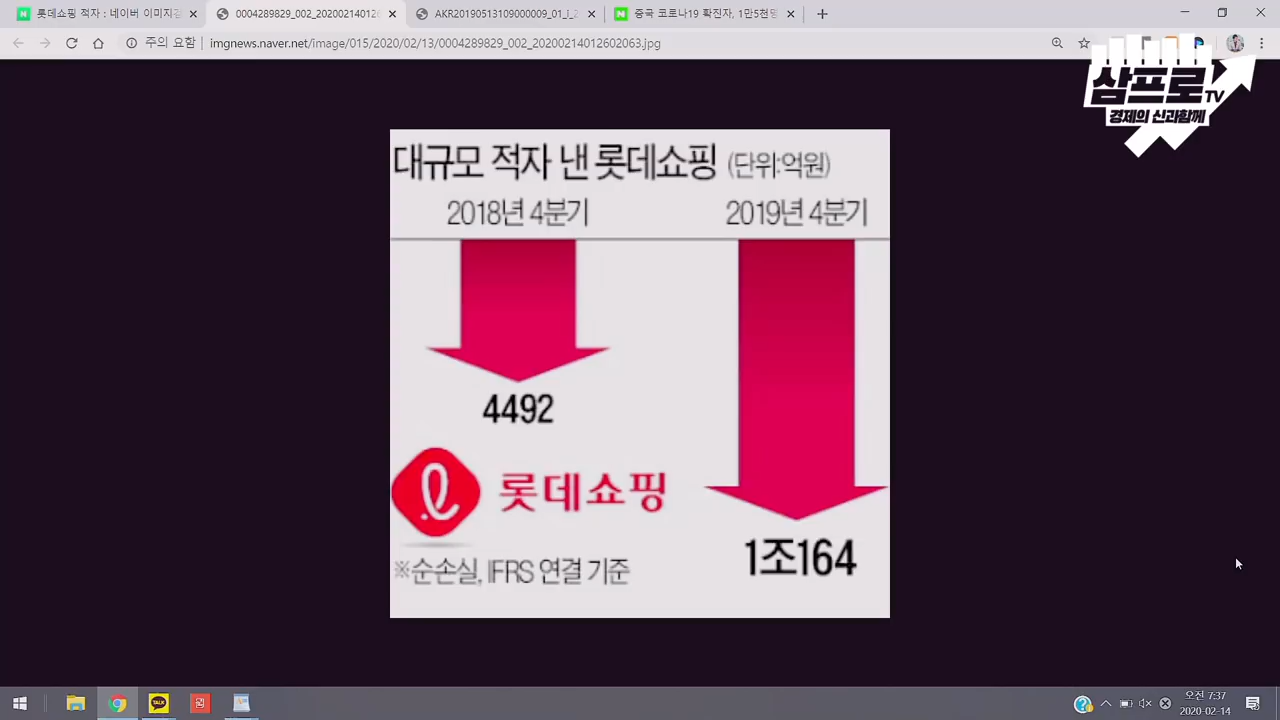 롯데쇼핑 적자 : 네이버 이미지검
0004289829_002_2020021401260
AKR20190513109000009_01_i_2
중국 코로나19 확진자, 1만5천명
주의 요함
imgnews.naver.net/image/015/2020/02/13/0004289829_002_20200214012602063.jpg
삼프로TV
경제의 신과함께
대규모 적자 낸 롯데쇼핑 (단위:억원)
2018년 4분기 2019년 4분기
4492
롯데쇼핑
※순손실, IFRS 연결 기준
1조164
TALK
오전 7:37
2020-02-14